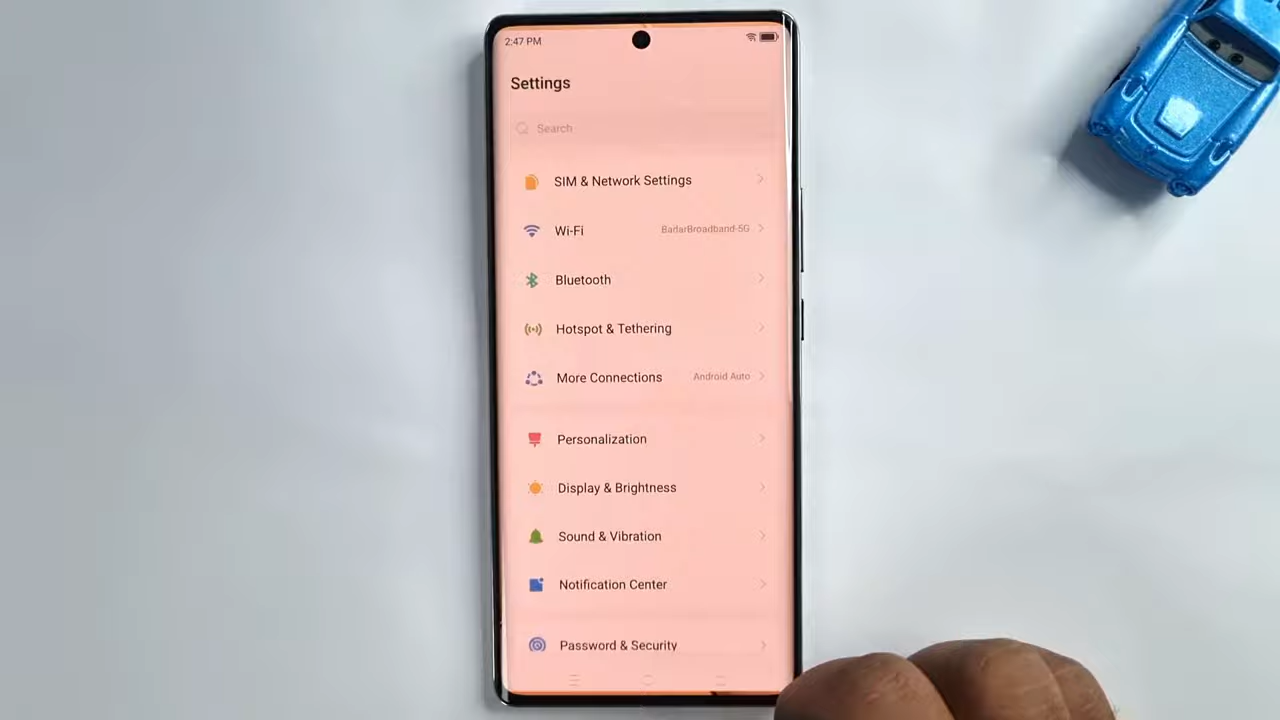 2:47 PM
Settings
Search
SIM & Network Settings
Wi-Fi BadarBroadband-5G
Bluetooth
Hotspot & Tethering
More Connections Android Auto
Personalization
Display & Brightness
Sound & Vibration
Notification Center
Password & Security